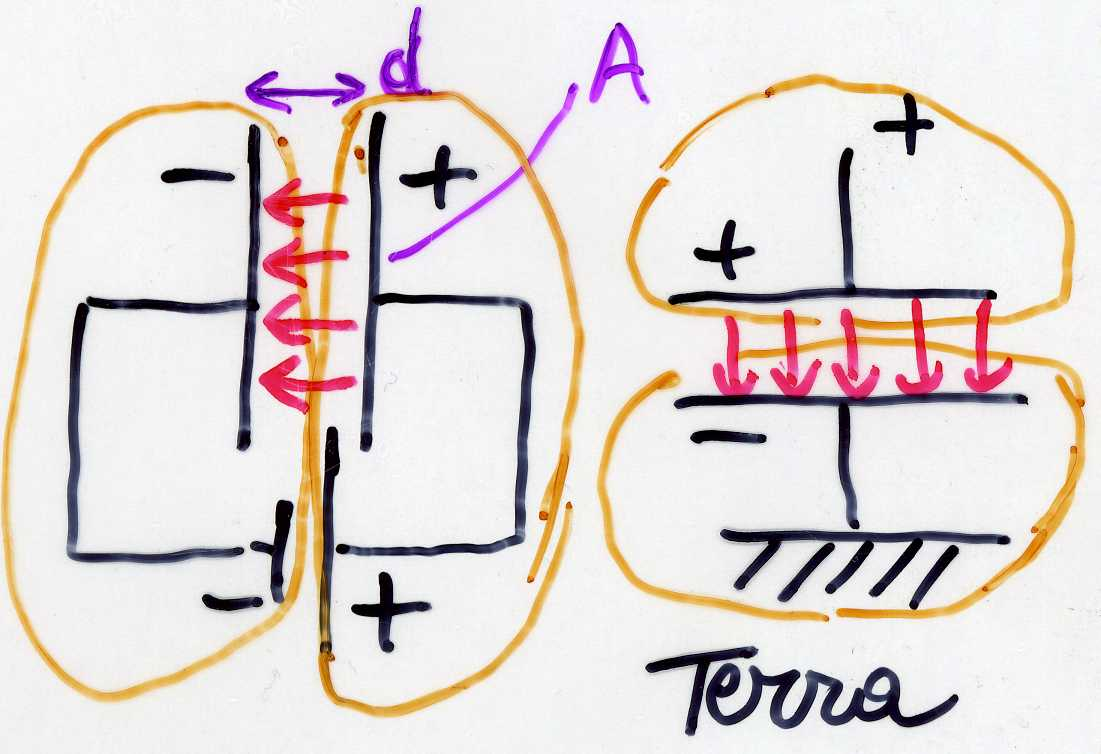 d
A
- +
+
+
-
- +
Terra